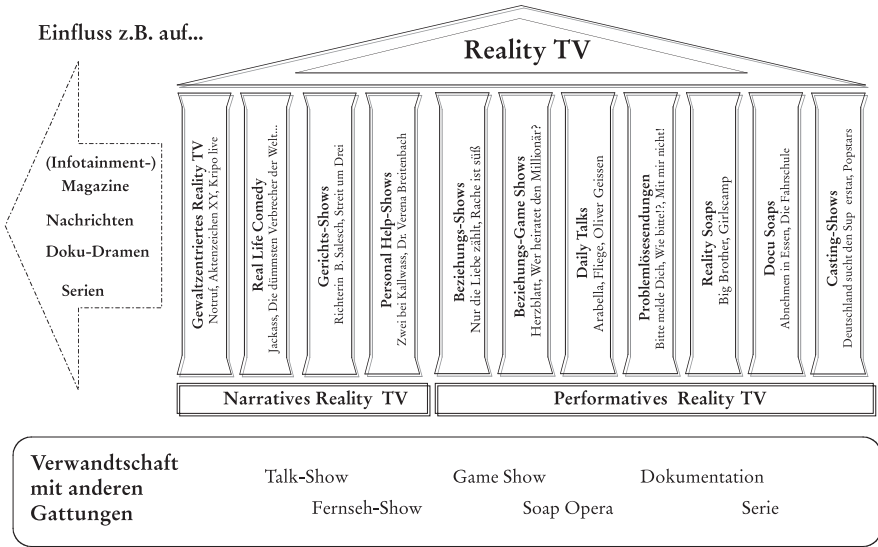 Einfluss z.B. auf...
Reality TV
(Infotainment-)
Magazine
Nachrichten
Doku-Dramen
Serien
Gewaltzentriertes Reality TV
Notruf, Aktenzeichen XY, Kripo live
Real Life Comedy
Jackass, Die dümmsten Verbrecher der Welt...
Gerichts-Shows
Richterin B. Salesch, Streit um Drei
Personal Help-Shows
Zwei bei Kallwass, Dr. Verena Breitenbach
Beziehungs-Shows
Nur die Liebe zählt, Rache ist süß
Beziehungs-Game Shows
Herzblatt, Wer heiratet den Millionär?
Daily Talks
Arabella, Fliege, Oliver Geissen
Problemlösesendungen
Bitte melde Dich, Wie bitte!?, Mit mir nicht!
Reality Soaps
Big Brother, Girlscamp
Docu Soaps
Abnehmen in Essen, Die Fahrschule
Casting-Shows
Deutschland sucht den Sup erstar, Popstars
Narratives Reality TV
Performatives Reality TV
Verwandtschaft
mit anderen
Gattungen
Talk-Show
Game Show
Dokumentation
Fernseh-Show
Soap Opera
Serie